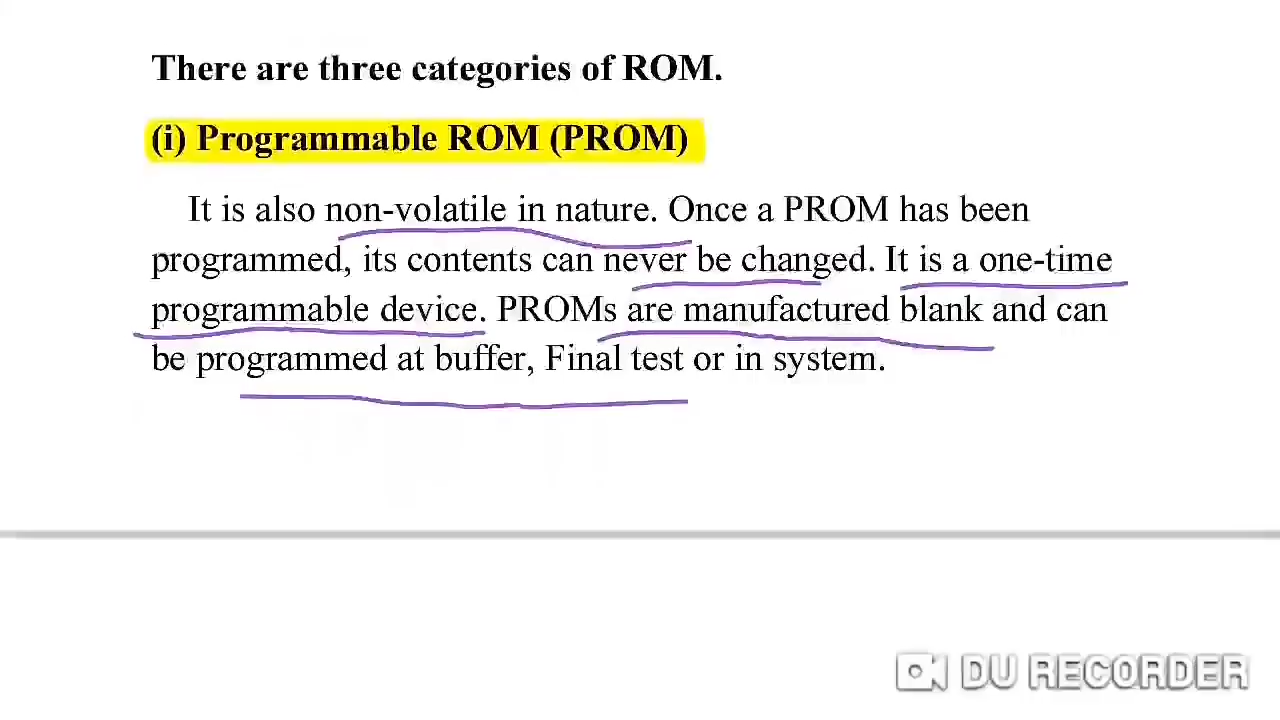 There are three categories of ROM.
(i) Programmable ROM (PROM)
It is also non-volatile in nature. Once a PROM has been
programmed, its contents can never be changed. It is a one-time
programmable device. PROMs are manufactured blank and can
be programmed at buffer, Final test or in system.
DU RECORDER